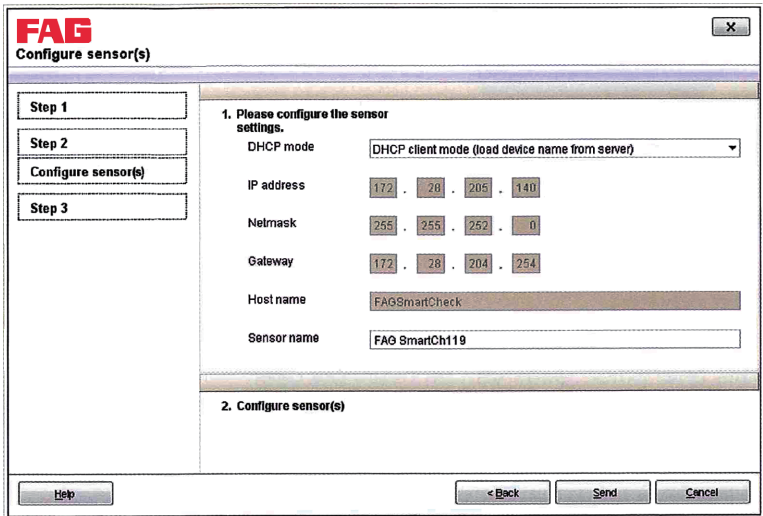 FAG
X
Configure sensor(s)
Step 1
Step 2
Configure sensor(s)
Step 3
1. Please configure the sensor
settings.
DHCP mode DHCP client mode (load device name from server)
IP address 172 . 28 . 205 . 140
Netmask 255 . 255 . 252 . 0
Gateway 172 . 28 . 204 . 254
Host name FAGSmartCheck
Sensor name FAG SmartCh119
2. Configure sensor(s)
Help < Back Send Cancel